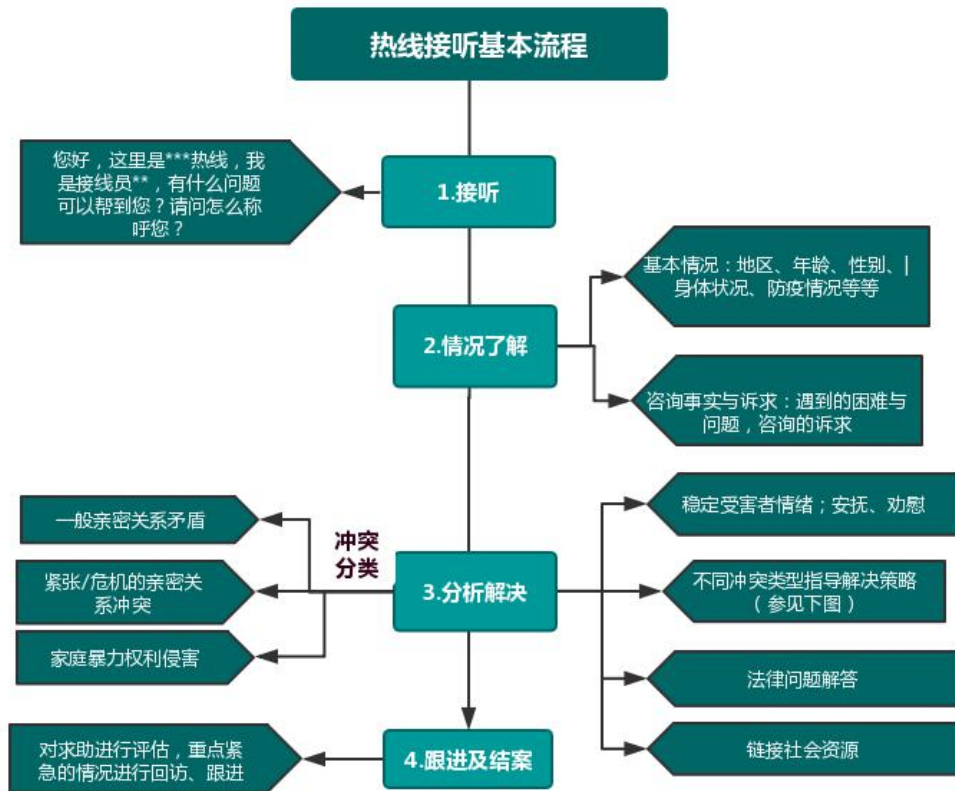 热线接听基本流程
您好，这里是***热线，我
是接线员**，有什么问题
可以帮到您？请问怎么称
呼您？
1.接听
基本情况：地区、年龄、性别、|
身体状况、防疫情况等等
2.情况了解
咨询事实与诉求：遇到的困难与
问题，咨询的诉求
一般亲密关系矛盾
紧张/危机的亲密关
系冲突
家庭暴力权利侵害
冲突
分类
3.分析解决
稳定受害者情绪；安抚、劝慰
不同冲突类型指导解决策略
（参见下图）
法律问题解答
链接社会资源
对求助进行评估，重点紧
急的情况进行回访、跟进
4.跟进及结案